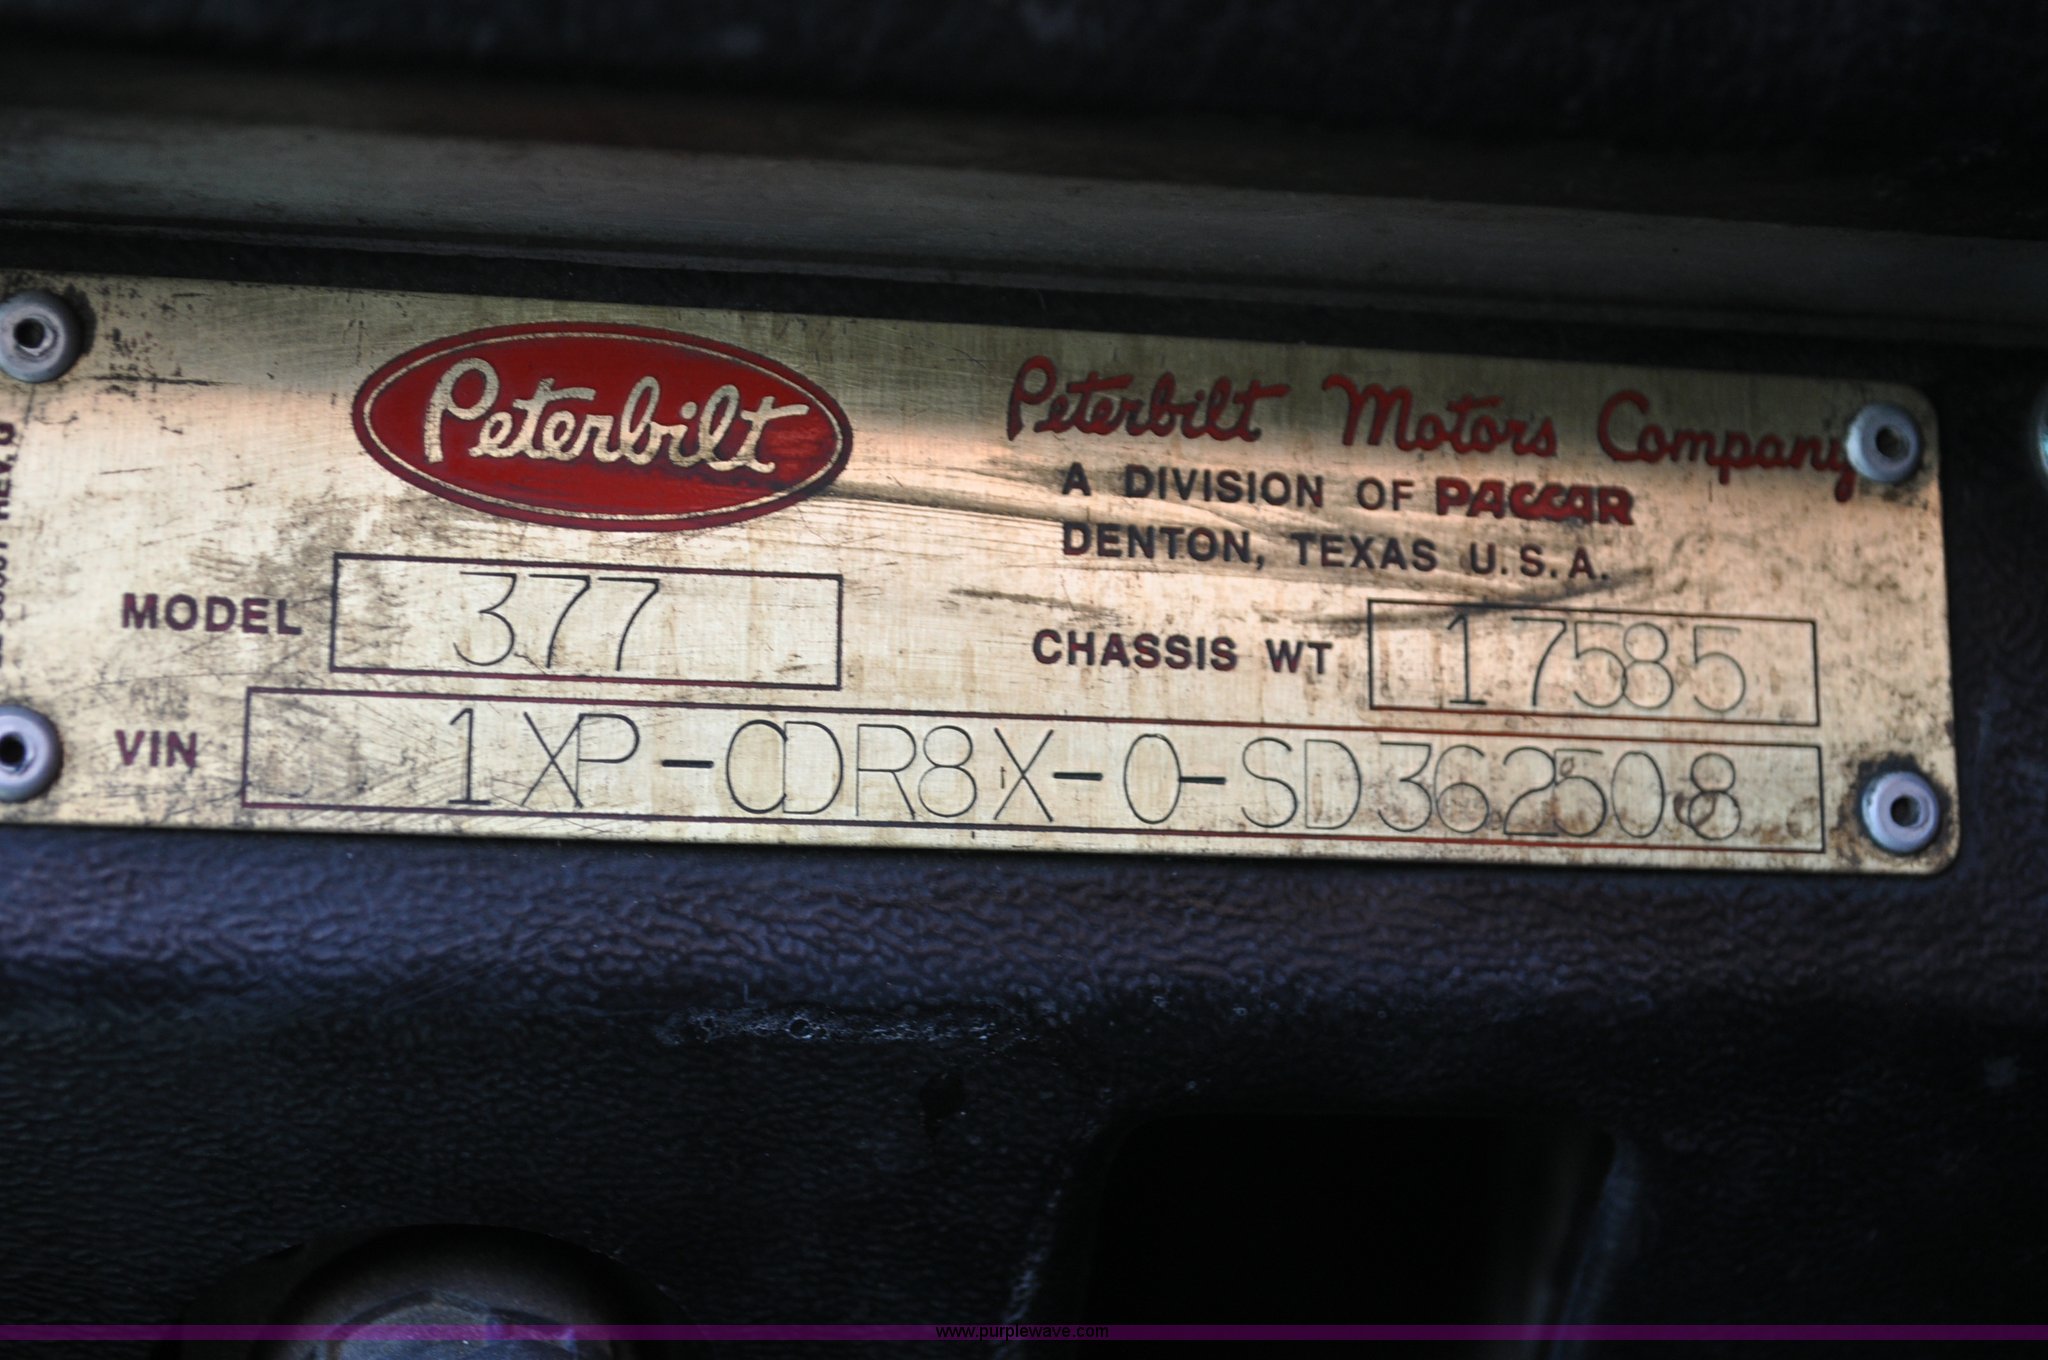 Peterbilt
Peterbilt Motors Company
A DIVISION OF PACCAR
DENTON, TEXAS U.S.A.
MODEL 377
CHASSIS WT 17585
VIN 1XP-CDR8X-0-SD362508
www.purplewave.com